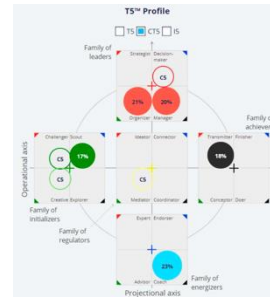 T5™ Profile
TS CTS IS
Family of
leaders
Strategist Decision-
maker
CS
21% 20%
Organizer Manager
Family of
achievers
Challenger Scout
Mentor Connector
Transmitter Finisher
CS 17%
18%
CS
CS
Operational axis
Creative Explorer
Mediator Coordinator
Conceptor Doer
Family of
initializers
Family of
regulators
Expert Endorser
23%
Advisor Coach
Family of
energizers
Projectional axis